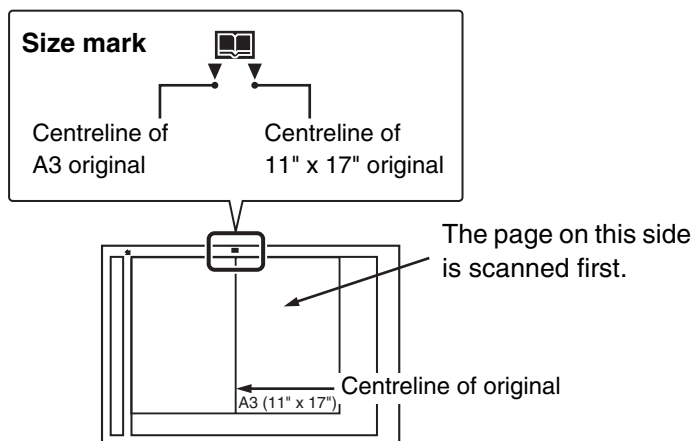 Size mark
Centreline of
A3 original
Centreline of
11" x 17" original
The page on this side
is scanned first.
Centreline of original
A3 (11" x 17")